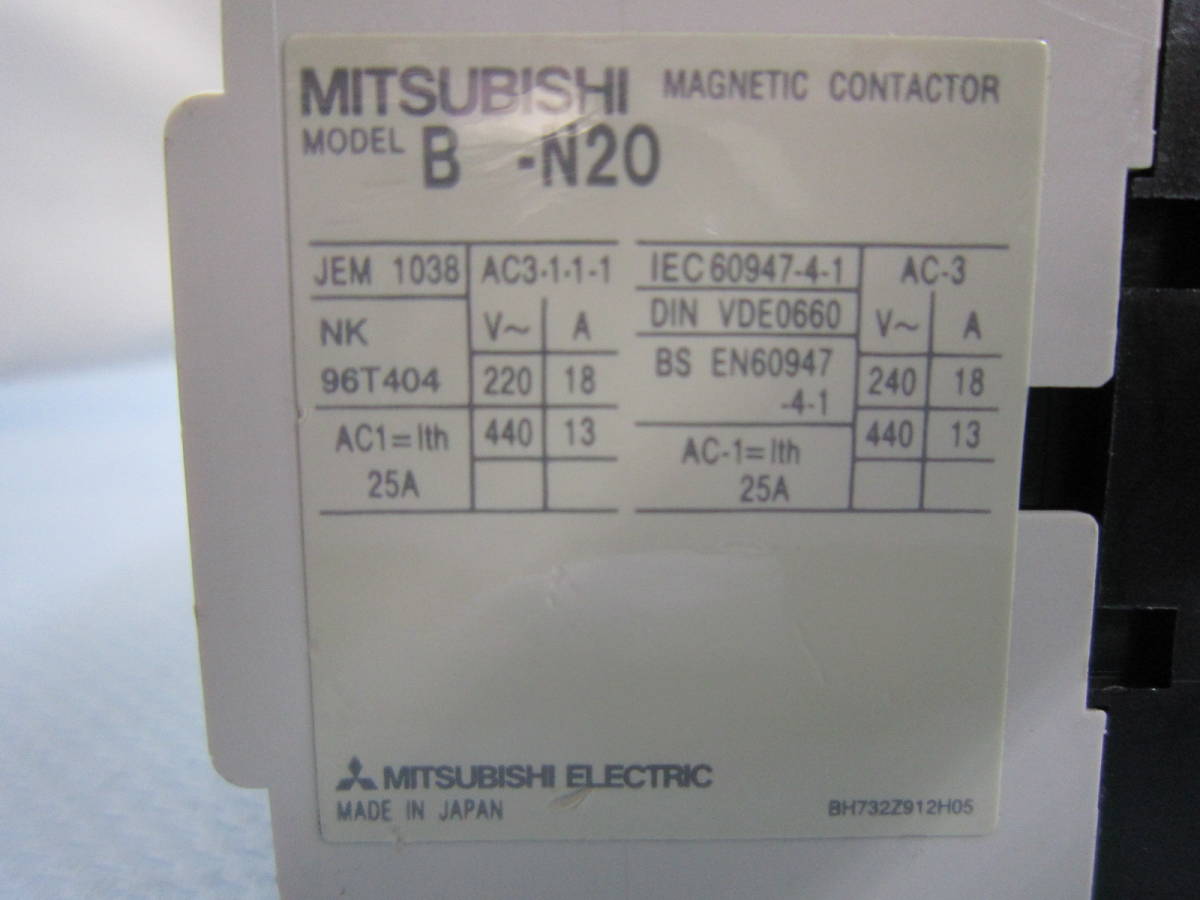 MITSUBISHI MAGNETIC CONTACTOR
MODEL B -N20
JEM 1038 AC3·1·1-1
NK V~ A
96T404 220 18
AC1=Ith 440 13
25A
IEC 60947-4-1 AC-3
DIN VDE0660 V~ A
BS EN60947 240 18
-4-1
AC-1=Ith 440 13
25A
MITSUBISHI ELECTRIC
MADE IN JAPAN BH732Z912H05